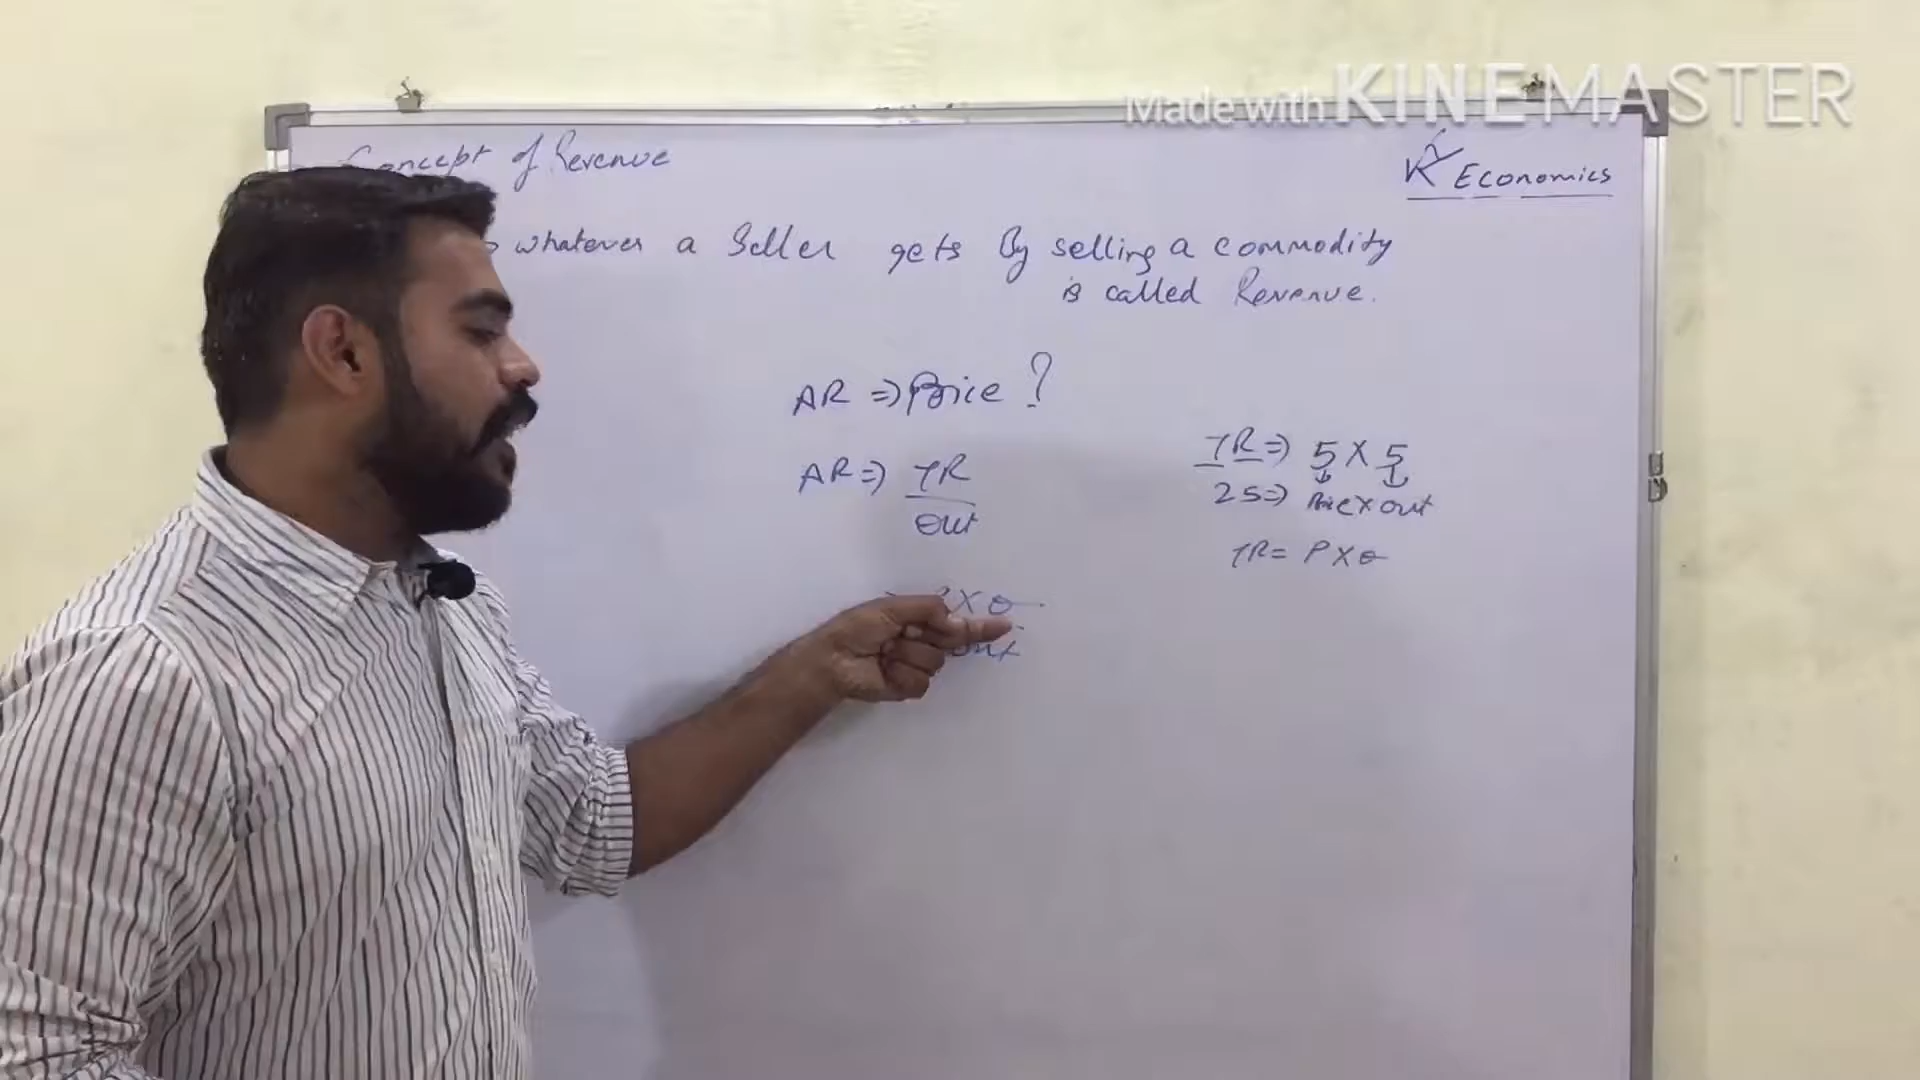 Made with KINEMASTER
Concept of Revenue
Economics
whatever a Seller gets By selling a commodity
is called Revenue.
AR => Price ?
AR => TR
out
TR => 5 X 5
25 => Price X out
TR = P X O
P X O
out